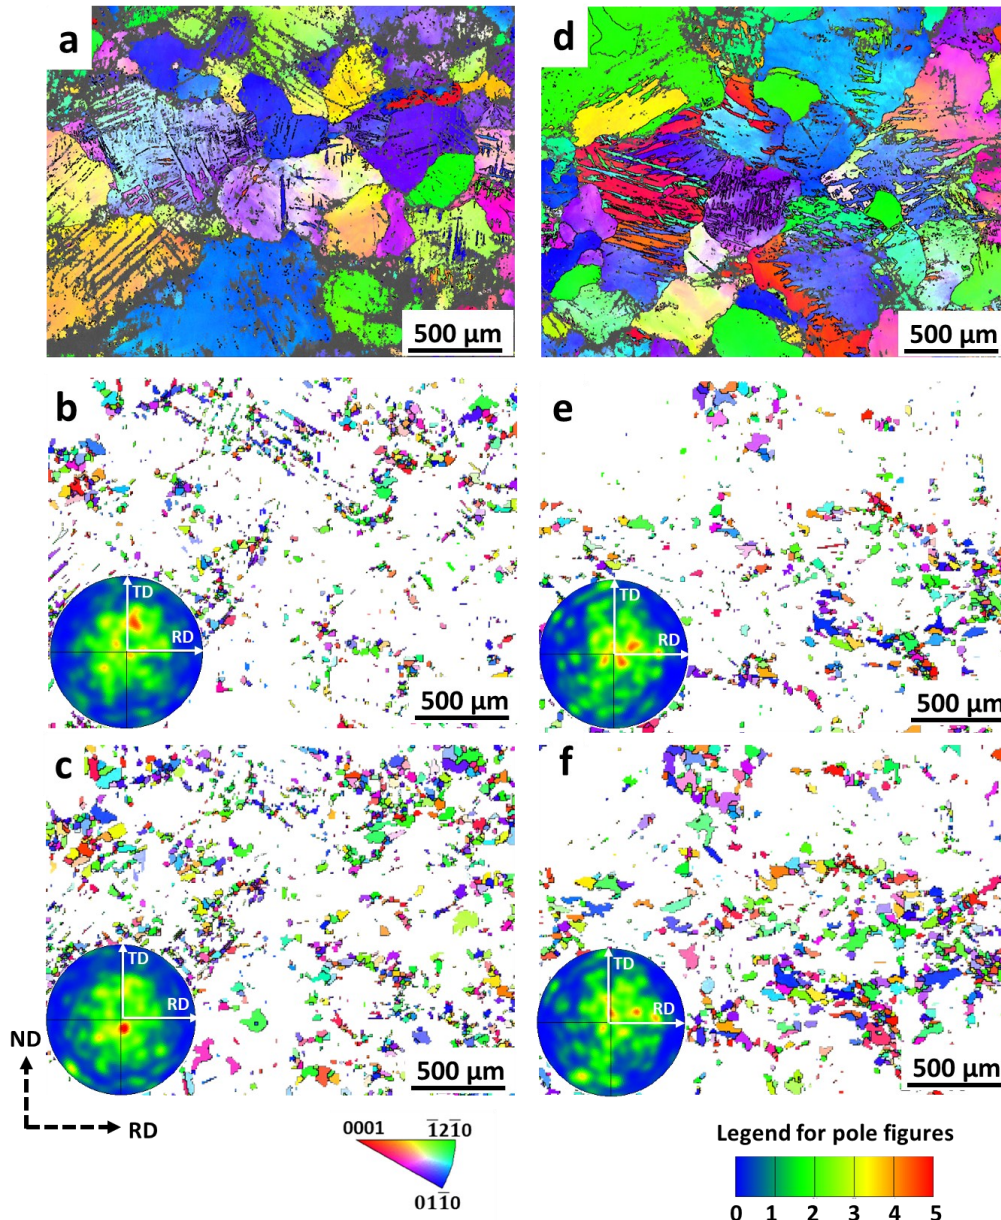 a
500 μm
d
500 μm
b
TD
RD
500 μm
e
TD
RD
500 μm
c
TD
RD
500 μm
f
TD
RD
500 μm
ND
RD
0001
1̅21̅0
011̅0
Legend for pole figures
0 1 2 3 4 5